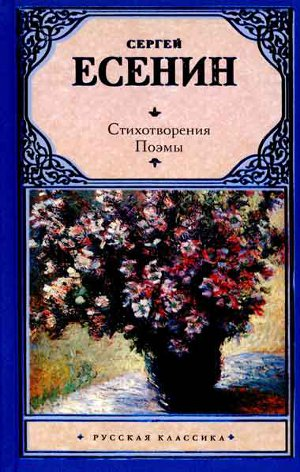 СЕРГЕЙ
ЕСЕНИН
Стихотворения
Поэмы
РУССКАЯ КЛАССИКА